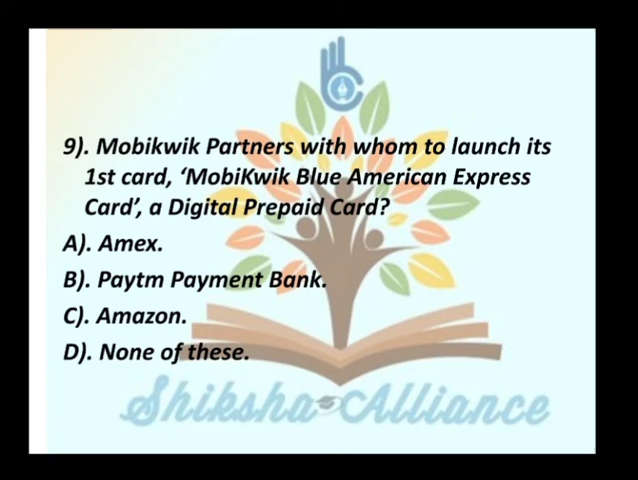 9). Mobikwik Partners with whom to launch its
1st card, ‘MobiKwik Blue American Express
Card’, a Digital Prepaid Card?
A). Amex.
B). Paytm Payment Bank.
C). Amazon.
D). None of these.
Shiksha Alliance